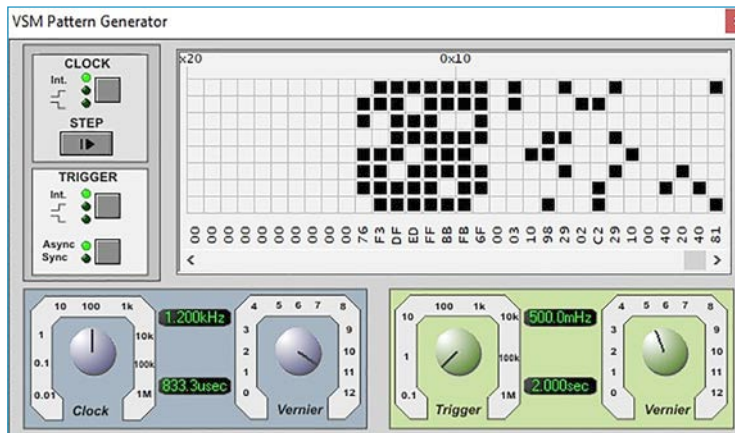 VSM Pattern Generator
CLOCK
Int.
STEP
TRIGGER
Int.
Async
Sync
x20 0x10
00 00 00 00 00 00 00 00 00 00 76 F3 DF ED FF BB FB 6F 00 03 10 98 29 02 C2 29 10 00 40 20 40 81
0.01 0.1 1 10 100 1k 10k 100k 1M
Clock
1.200kHz
833.3usec
0 1 2 3 4 5 6 7 8 9 10 11 12
Vernier
0.1 1 10 100 1k 10k 100k 1M
Trigger
500.0mHz
2.000sec
0 1 2 3 4 5 6 7 8 9 10 11 12
Vernier